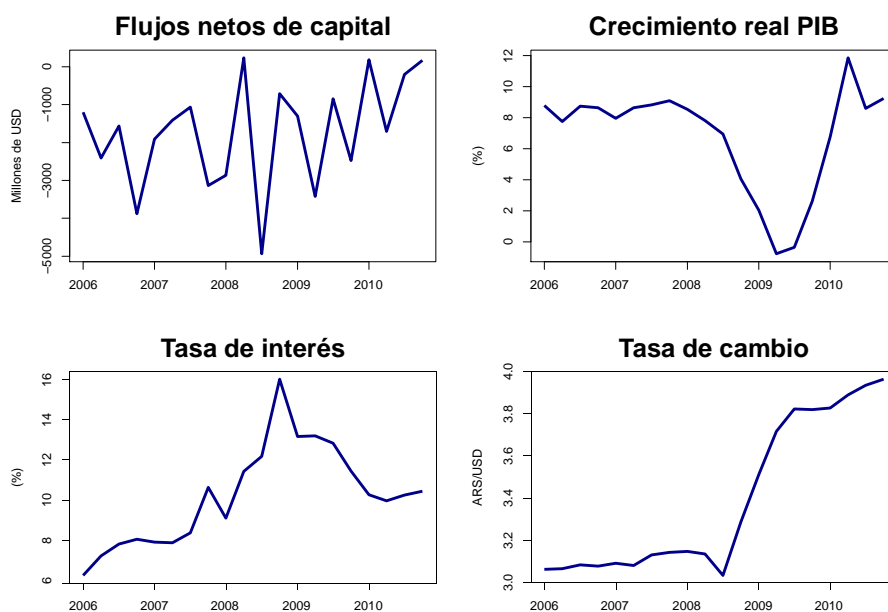 Flujos netos de capital
Millones de USD
0
−1000
−3000
−5000
2006 2007 2008 2009 2010
Crecimiento real PIB
(%)
12
10
8
6
4
2
0
2006 2007 2008 2009 2010
Tasa de interés
(%)
16
14
12
10
8
6
2006 2007 2008 2009 2010
Tasa de cambio
ARS/USD
4.0
3.8
3.6
3.4
3.2
3.0
2006 2007 2008 2009 2010